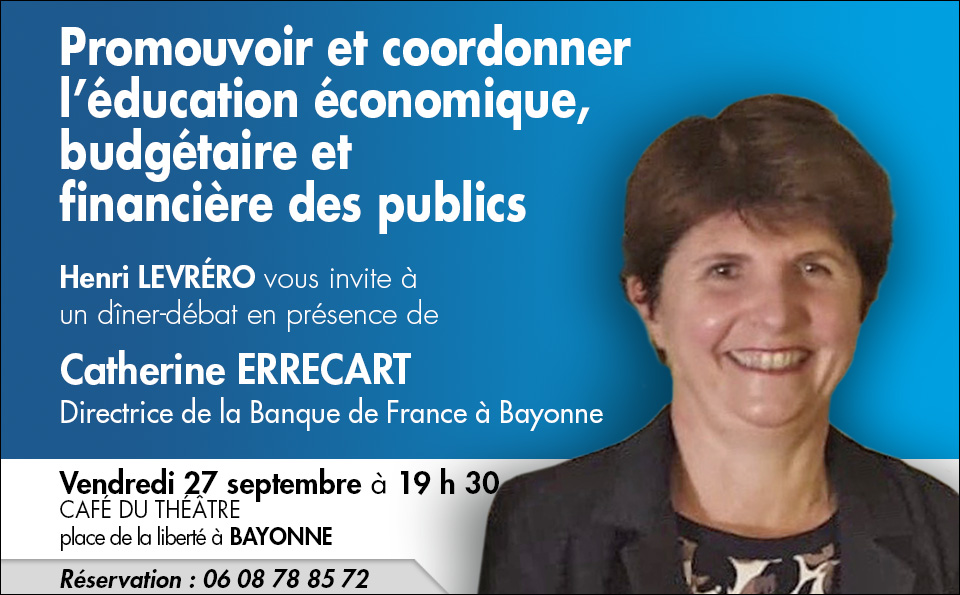 Promouvoir et coordonner
l'éducation économique,
budgétaire et
financière des publics
Henri LEVRÉRO vous invite à
un dîner-débat en présence de
Catherine ERRECART
Directrice de la Banque de France à Bayonne
Vendredi 27 septembre à 19 h 30
CAFÉ DU THÉÂTRE
place de la liberté à BAYONNE
Réservation : 06 08 78 85 72